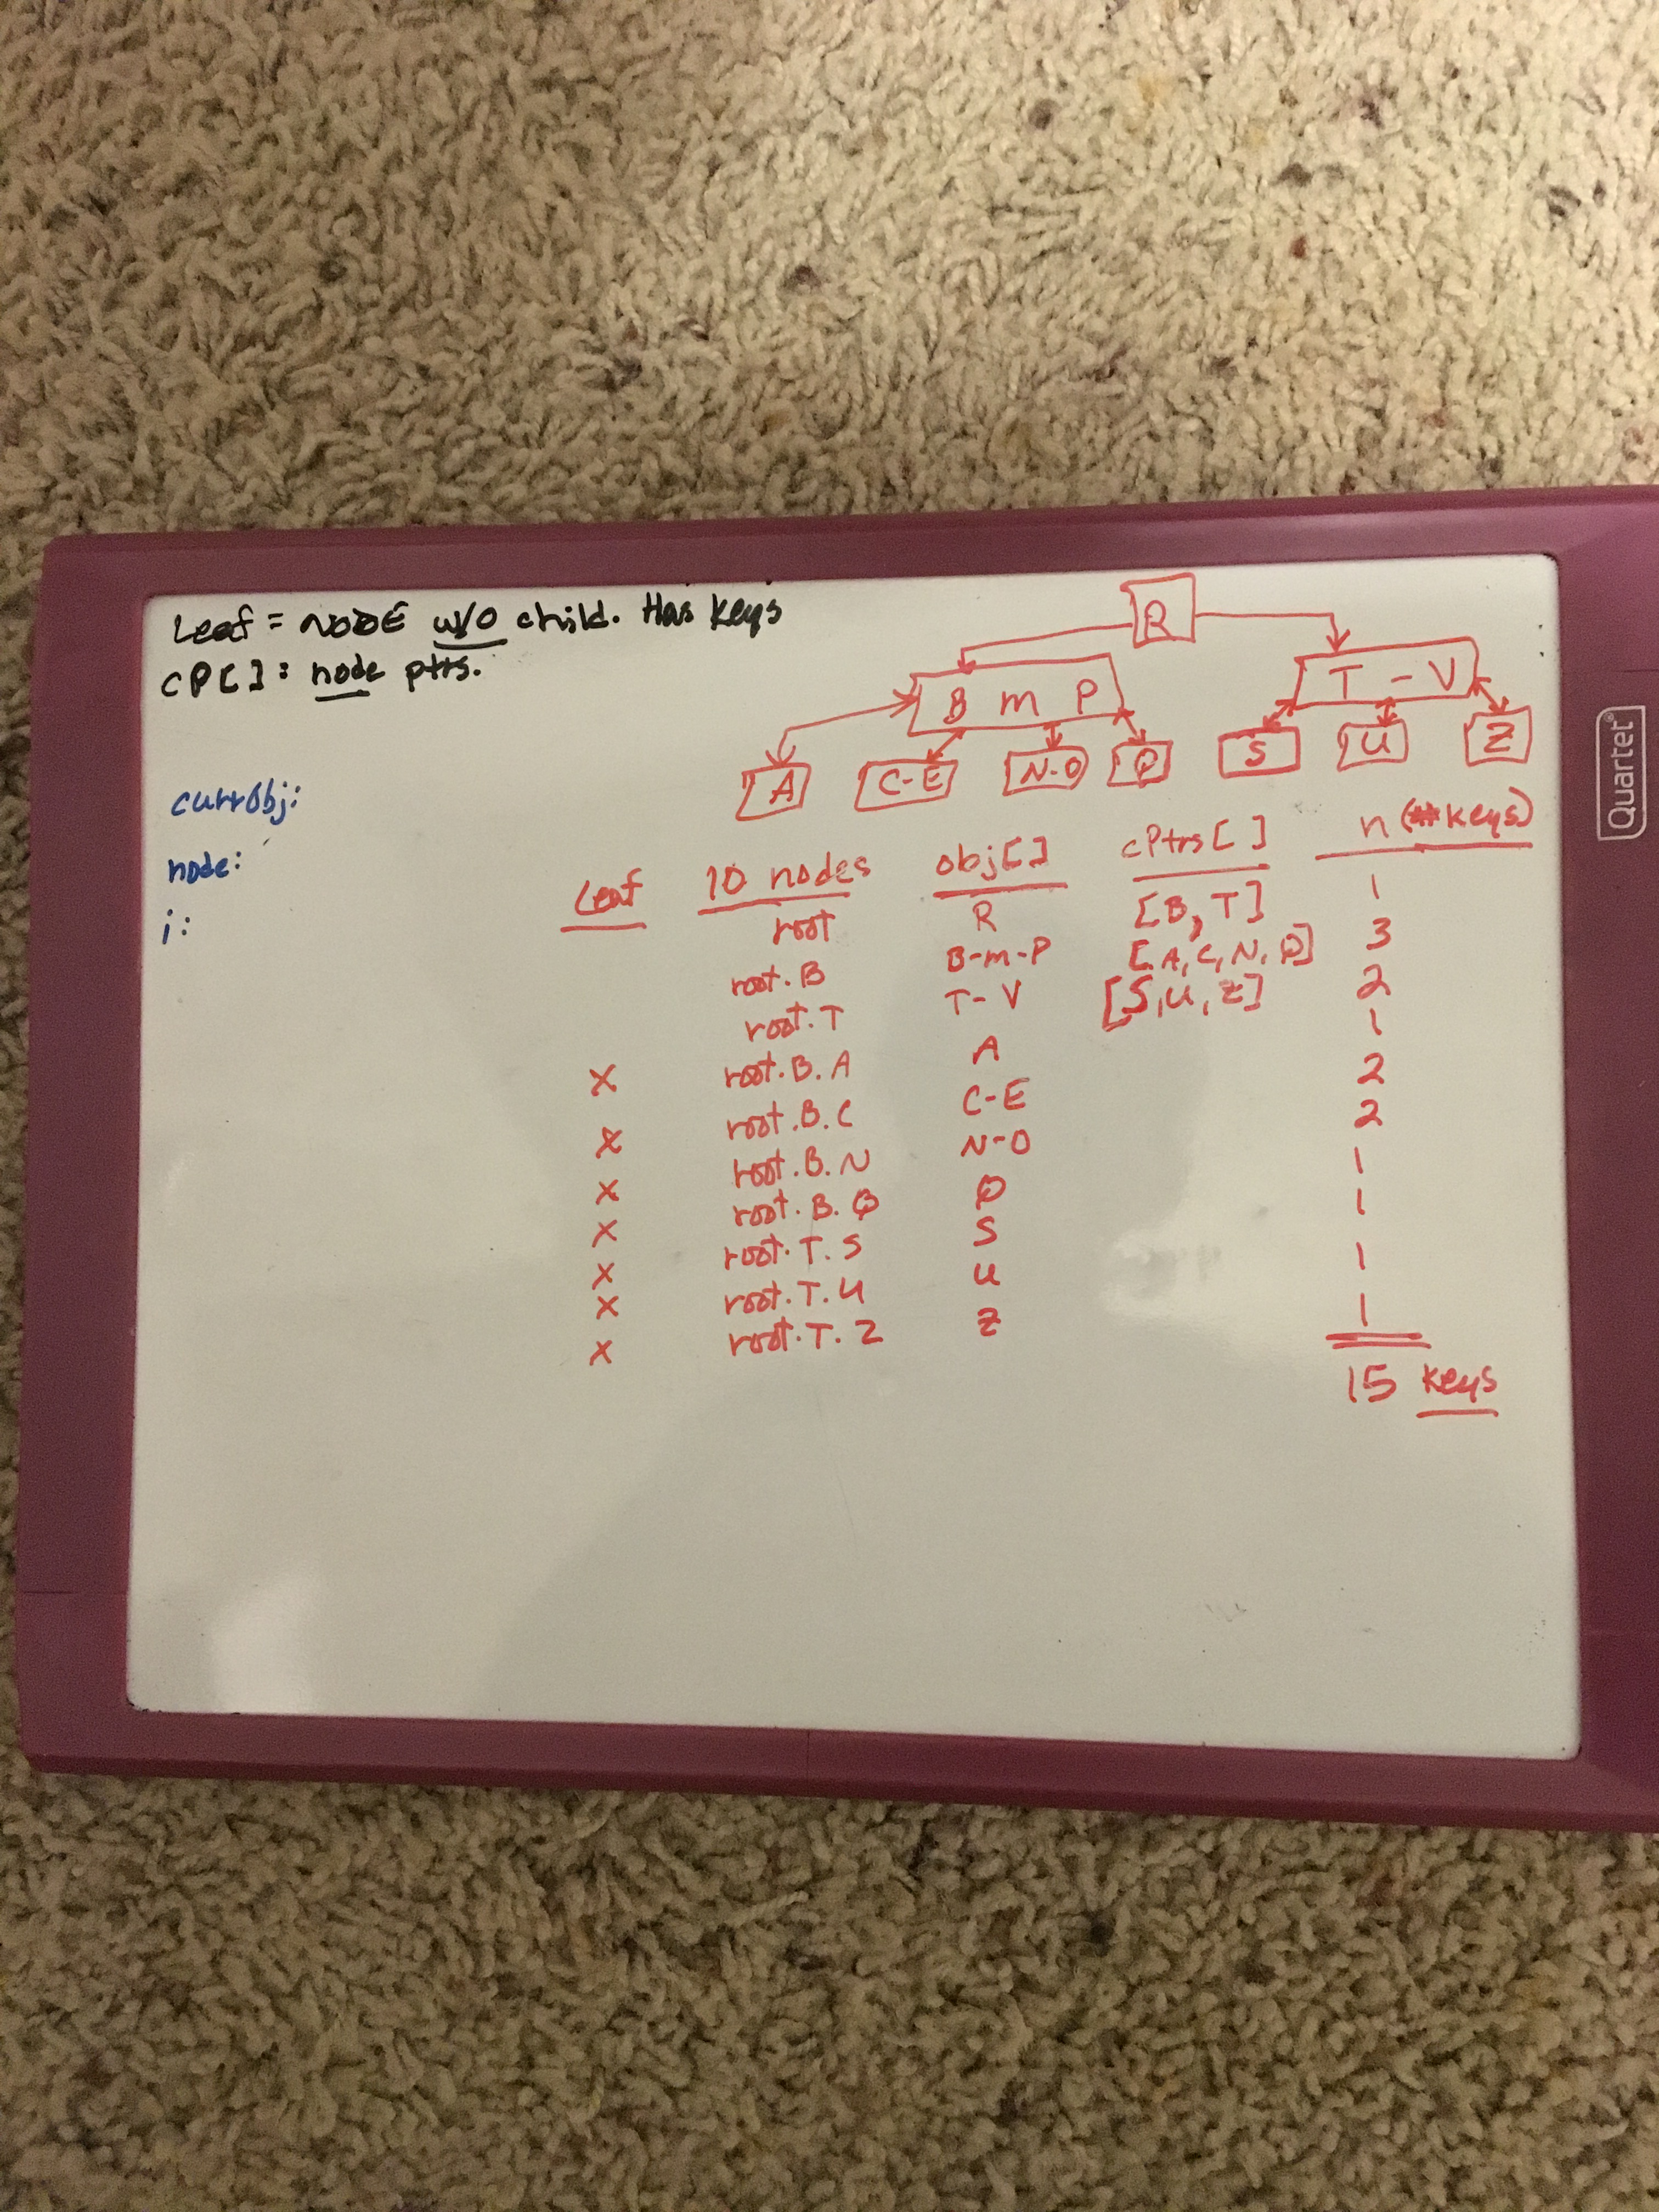 Leaf = NODE w/o child. Has keys
CP[]: node ptrs.
R
B M P
T - V
A
C-E
N-O
Q
S
U
Z
currObj:
node:
i:
Leaf 10 nodes obj[] cPtrs[] n (# keys)
root R [B, T] 1
root.B B-M-P [A, C, N, Q] 3
root.T T-V [S, U, Z] 2
x root.B.A A 1
x root.B.C C-E 2
x root.B.N N-O 2
x root.B.Q Q 1
x root.T.S S 1
x root.T.U U 1
x root.T.Z Z 1
15 keys
Quartet®